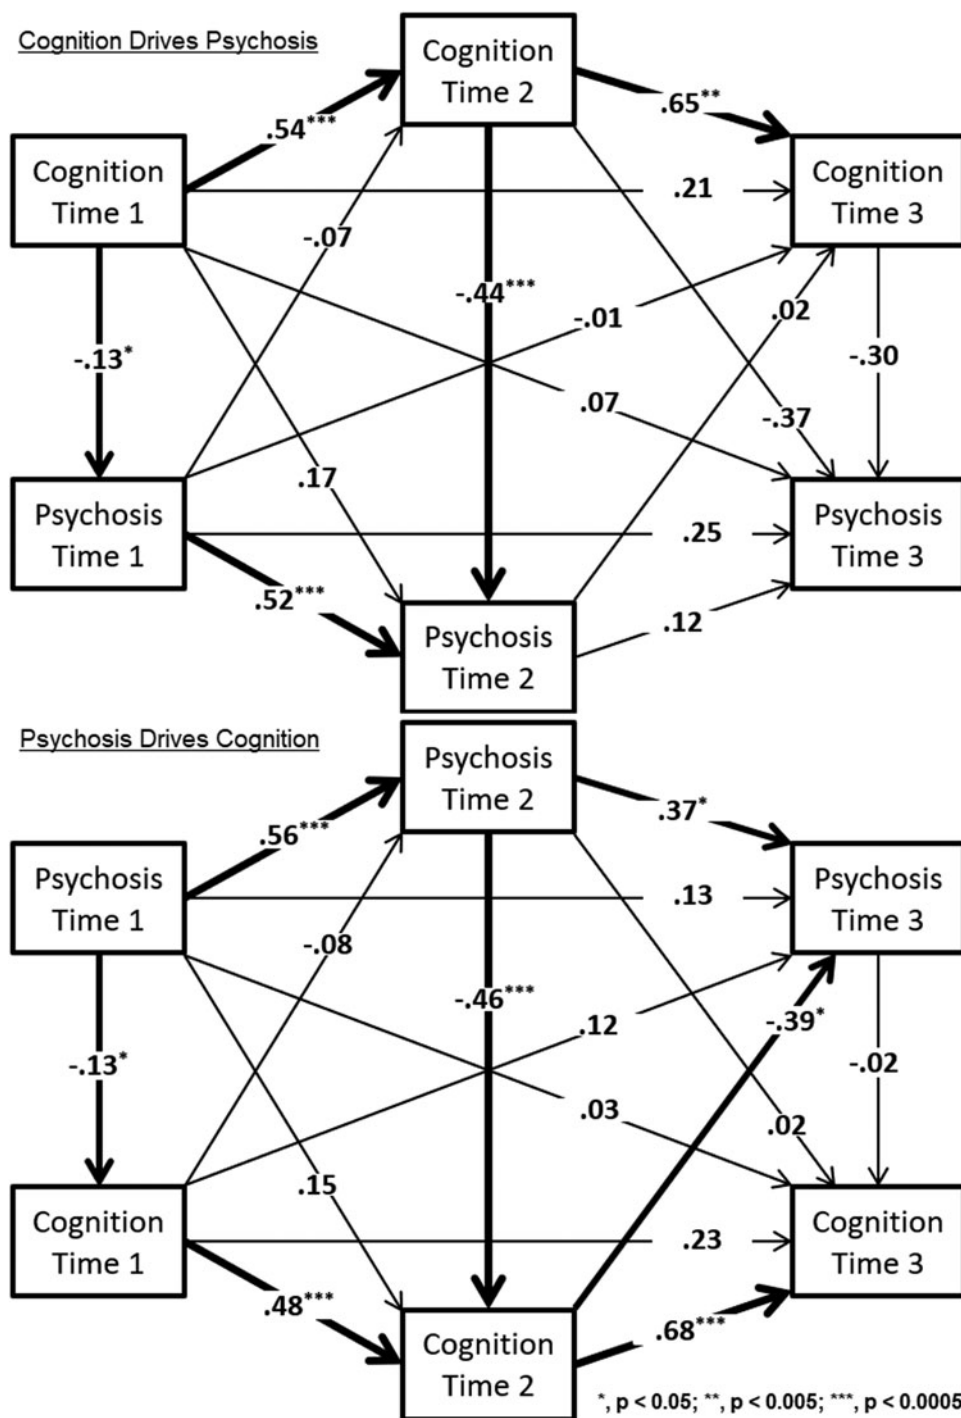 Cognition Drives Psychosis
Cognition
Time 2
.54***
.65**
Cognition
Time 1
.21
Cognition
Time 3
-.07
-.44***
-.01
.02
-.13*
-.30
.07
-.37
.17
Psychosis
Time 1
.25
Psychosis
Time 3
.52***
.12
Psychosis
Time 2
Psychosis Drives Cognition
Psychosis
Time 2
.56***
.37*
Psychosis
Time 1
.13
Psychosis
Time 3
-.08
-.46***
.12
-.39*
-.13*
-.02
.03
.02
.15
Cognition
Time 1
.23
Cognition
Time 3
.48***
.68***
Cognition
Time 2
*, p < 0.05; **, p < 0.005; ***, p < 0.0005